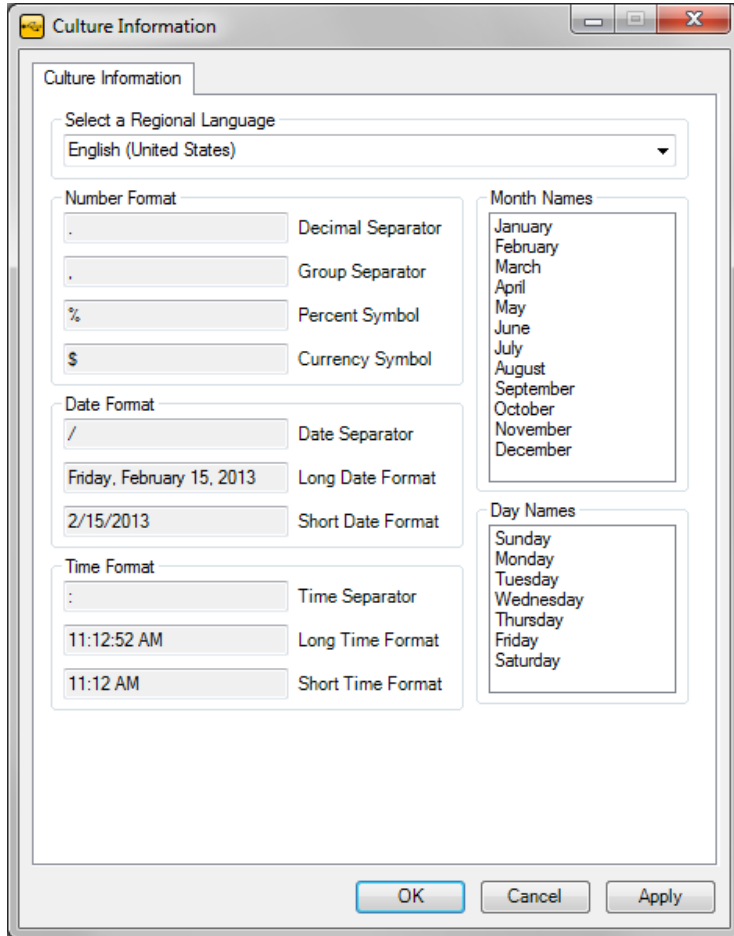 Culture Information
Culture Information
Select a Regional Language
English (United States)
Number Format
. Decimal Separator
, Group Separator
% Percent Symbol
$ Currency Symbol
Date Format
/ Date Separator
Friday, February 15, 2013 Long Date Format
2/15/2013 Short Date Format
Time Format
: Time Separator
11:12:52 AM Long Time Format
11:12 AM Short Time Format
Month Names
January
February
March
April
May
June
July
August
September
October
November
December
Day Names
Sunday
Monday
Tuesday
Wednesday
Thursday
Friday
Saturday
OK Cancel Apply